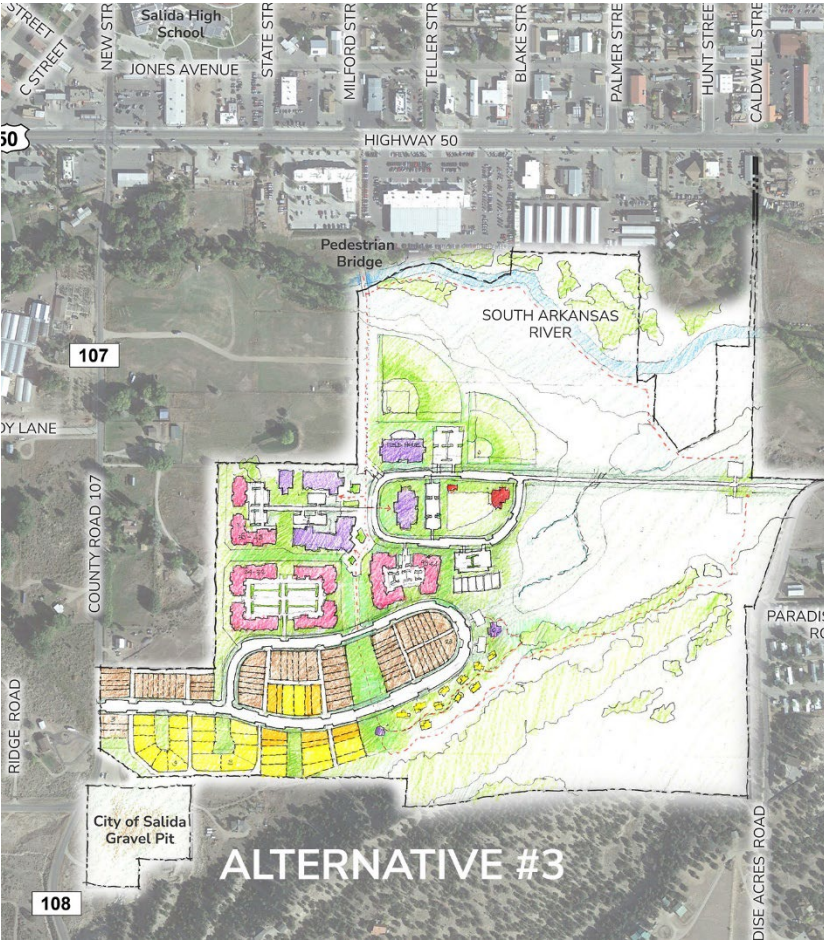 STREET
C STREET
NEW STR
Salida High
School
JONES AVENUE
STATE STR
MILFORD STR
TELLER STR
BLAKE STR
PALMER STRE
HUNT STREET
CALDWELL STRE
50
HIGHWAY 50
Pedestrian
Bridge
SOUTH ARKANSAS
RIVER
107
DY LANE
COUNTY ROAD 107
PARADIS
RO
RIDGE ROAD
City of Salida
Gravel Pit
ALTERNATIVE #3
108
DISE ACRES ROAD